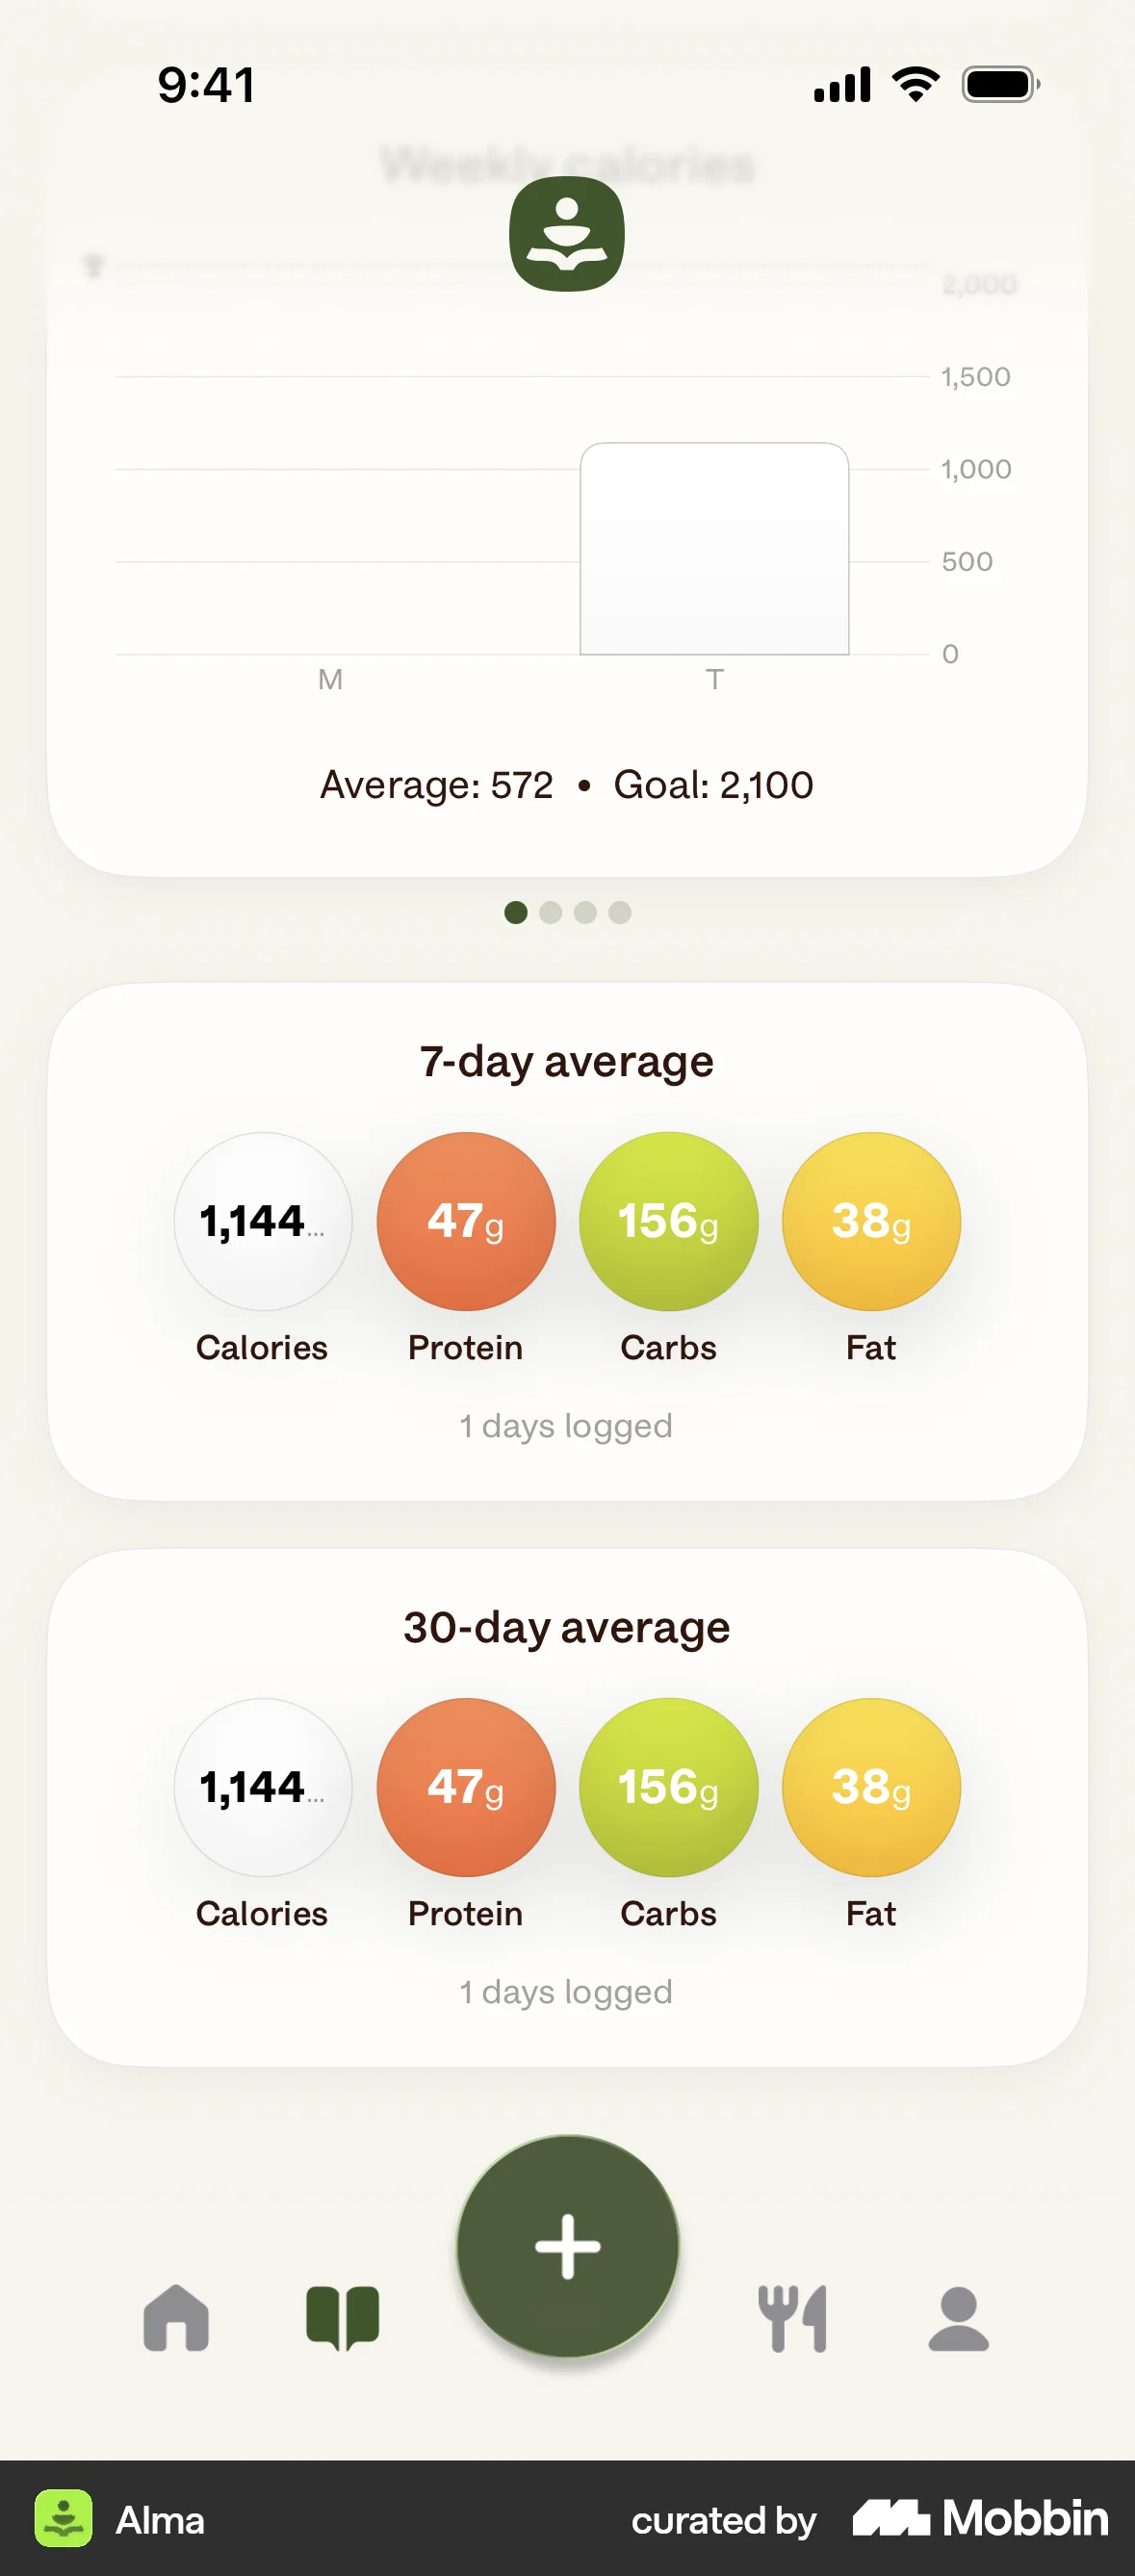 9:41
Weekly calories
2,000
1,500
1,000
500
0
M T
Average: 572 • Goal: 2,100
7-day average
1,144... 47g 156g 38g
Calories Protein Carbs Fat
1 days logged
30-day average
1,144... 47g 156g 38g
Calories Protein Carbs Fat
1 days logged
Alma curated by Mobbin